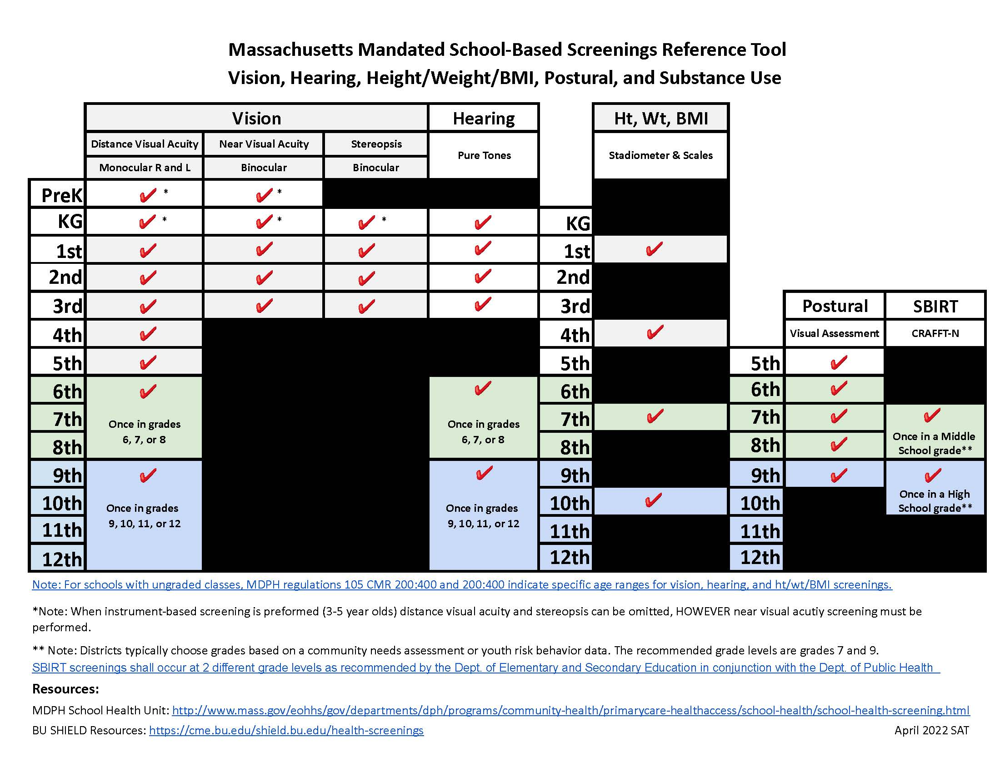 Massachusetts Mandated School-Based Screenings Reference Tool
Vision, Hearing, Height/Weight/BMI, Postural, and Substance Use
Vision Hearing Ht, Wt, BMI
Distance Visual Acuity Near Visual Acuity Stereopsis Pure Tones Stadiometer & Scales
Monocular R and L Binocular Binocular
PreK ✔ * ✔ *
KG ✔ * ✔ * ✔ * ✔ KG
1st ✔ ✔ ✔ ✔ 1st ✔
2nd ✔ ✔ ✔ ✔ 2nd
3rd ✔ ✔ ✔ ✔ 3rd Postural SBIRT
4th ✔ 4th ✔ Visual Assessment CRAFFT-N
5th ✔ 5th 5th ✔
6th ✔ ✔ 6th 6th ✔
7th Once in grades Once in grades 7th ✔ 7th ✔ ✔
6, 7, or 8 6, 7, or 8 Once in a Middle
8th 8th 8th ✔ School grade**
9th ✔ ✔ 9th 9th ✔ ✔
10th Once in grades Once in grades 10th ✔ 10th Once in a High
School grade**
11th 9, 10, 11, or 12 9, 10, 11, or 12 11th 11th
12th 12th 12th
Note: For schools with ungraded classes, MDPH regulations 105 CMR 200:400 and 200:400 indicate specific age ranges for vision, hearing, and ht/wt/BMI screenings.
*Note: When instrument-based screening is preformed (3-5 year olds) distance visual acuity and stereopsis can be omitted, HOWEVER near visual acutiy screening must be
performed.
** Note: Districts typically choose grades based on a community needs assessment or youth risk behavior data. The recommended grade levels are grades 7 and 9.
SBIRT screenings shall occur at 2 different grade levels as recommended by the Dept. of Elementary and Secondary Education in conjunction with the Dept. of Public Health
Resources:
MDPH School Health Unit: http://www.mass.gov/eohhs/gov/departments/dph/programs/community-health/primarycare-healthaccess/school-health/school-health-screening.html
BU SHIELD Resources: https://cme.bu.edu/shield.bu.edu/health-screenings April 2022 SAT